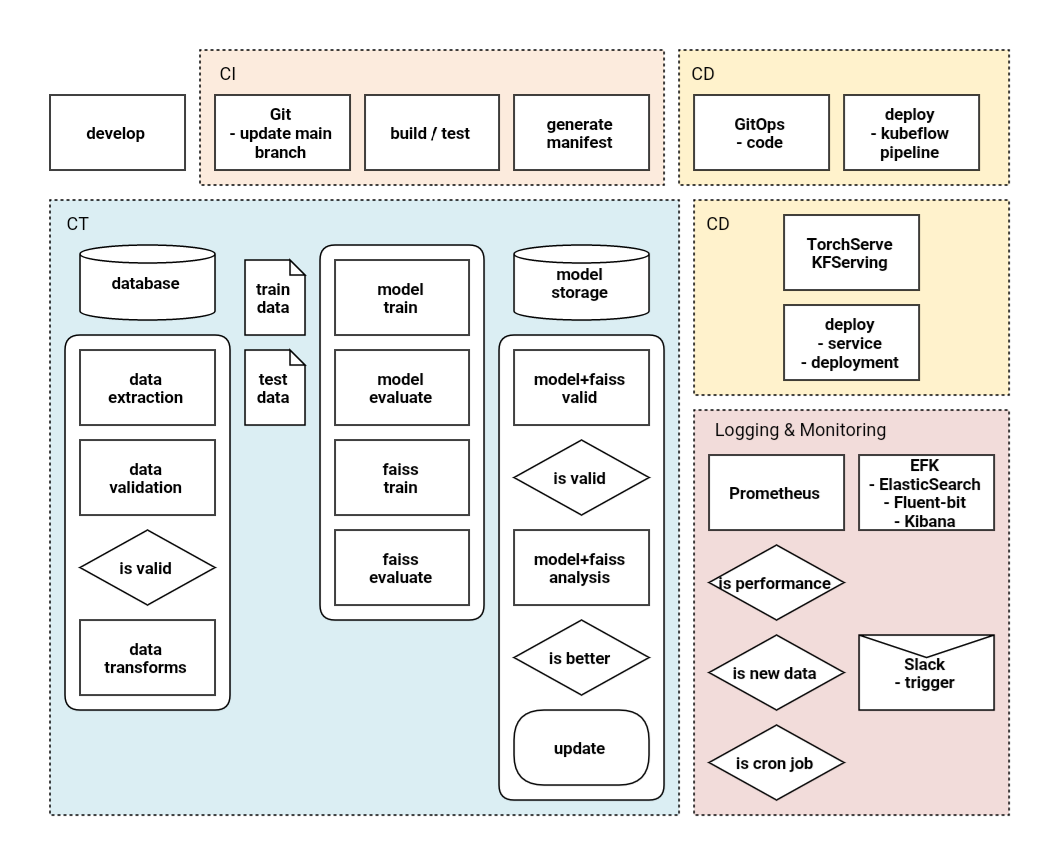 CI
CD
develop
Git
- update main
branch
build / test
generate
manifest
GitOps
- code
deploy
- kubeflow
pipeline
CT
database
data
extraction
data
validation
is valid
data
transforms
train
data
test
data
model
train
model
evaluate
faiss
train
faiss
evaluate
model
storage
model+faiss
valid
is valid
model+faiss
analysis
is better
update
CD
TorchServe
KFServing
deploy
- service
- deployment
Logging & Monitoring
Prometheus
EFK
- ElasticSearch
- Fluent-bit
- Kibana
is performance
is new data
Slack
- trigger
is cron job